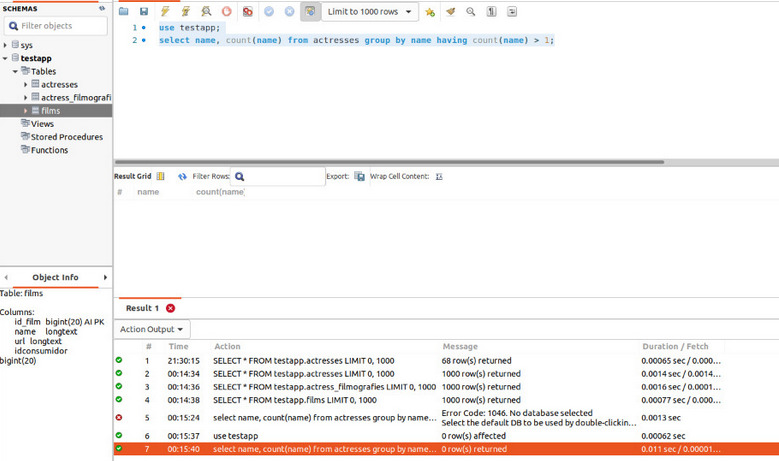 SCHEMAS
Filter objects
sys
testapp
Tables
actresses
actress_filmografi
films
Views
Stored Procedures
Functions
Object Info
Table: films
Columns:
id_film bigint(20) AI PK
name longtext
url longtext
idconsumidor
bigint(20)
Limit to 1000 rows
1 use testapp;
2 select name, count(name) from actresses group by name having count(name) > 1;
Result Grid Filter Rows: Export: Wrap Cell Content:
# name count(name)
Result 1
Action Output
# Time Action Message Duration / Fetch
1 21:30:15 SELECT * FROM testapp.actresses LIMIT 0, 1000 68 row(s) returned 0.00065 sec / 0.000...
2 00:14:34 SELECT * FROM testapp.actresses LIMIT 0, 1000 1000 row(s) returned 0.0014 sec / 0.0014...
3 00:14:36 SELECT * FROM testapp.actress_filmografies LIMIT 0, 1000 1000 row(s) returned 0.0016 sec / 0.0001...
4 00:14:38 SELECT * FROM testapp.films LIMIT 0, 1000 1000 row(s) returned 0.00077 sec / 0.000...
5 00:15:24 select name, count(name) from actresses group by name... Error Code: 1046. No database selected 0.0013 sec
Select the default DB to be used by double-clickin...
6 00:15:37 use testapp 0 row(s) affected 0.00062 sec
7 00:15:40 select name, count(name) from actresses group by name... 0 row(s) returned 0.011 sec / 0.00001...